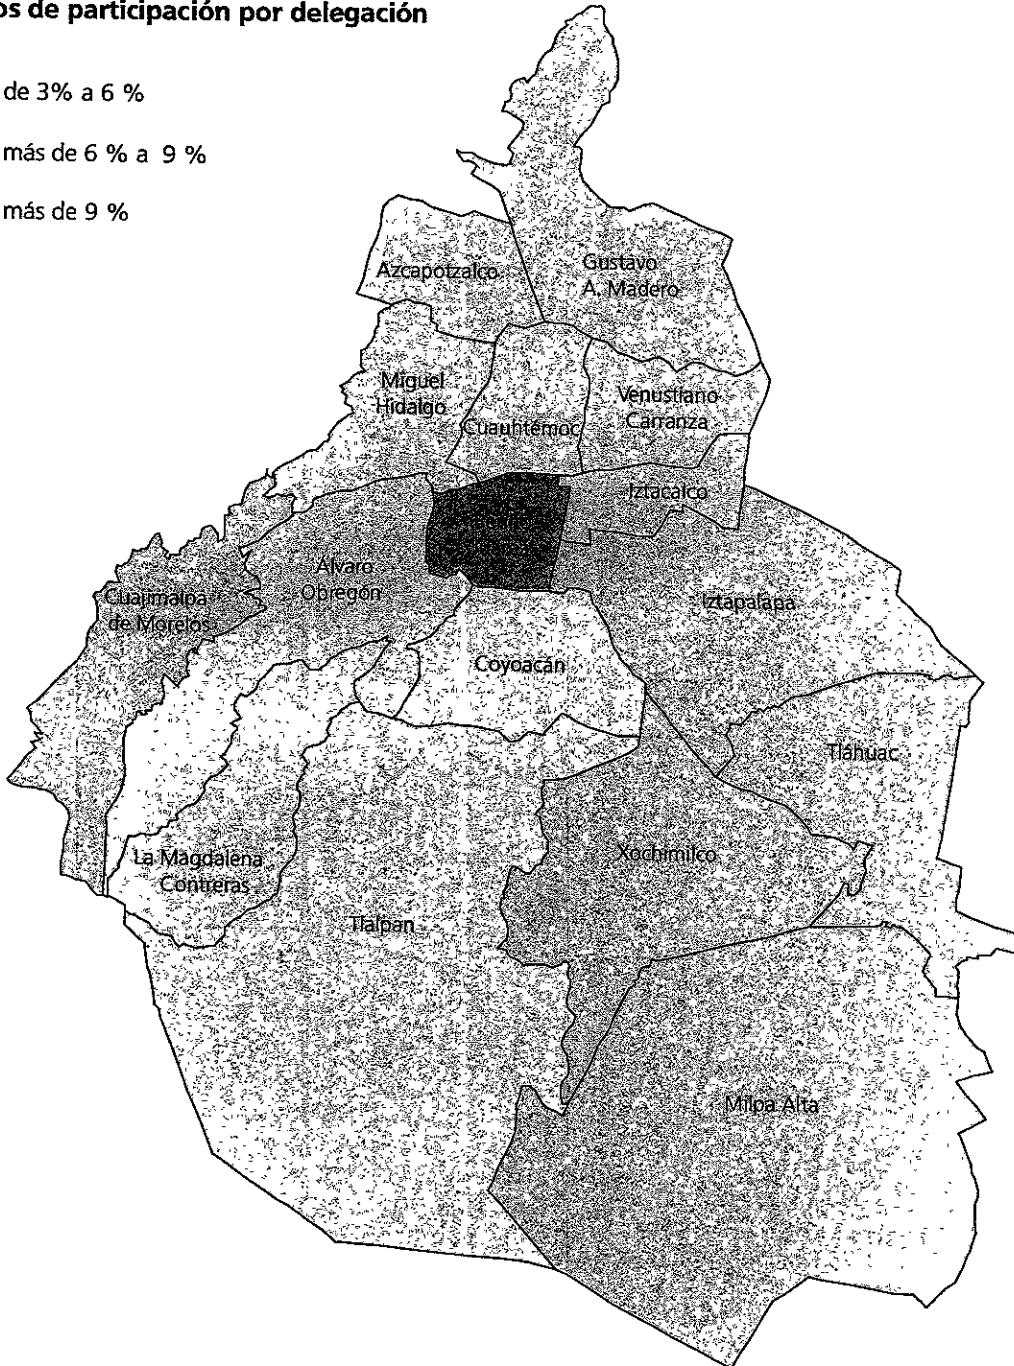 os de participación por delegación
de 3% a 6 %
más de 6 % a 9 %
más de 9 %
Azcapotzalco
Gustavo
A. Madero
Miguel
Hidalgo
Cuauhtémoc
Venustiano
Carranza
Iztacalco
Álvaro
Obregón
Cuajimalpa
de Morelos
Iztapalapa
Coyoacán
Tláhuac
Xochimilco
La Magdalena
Contreras
Tlalpan
Milpa Alta